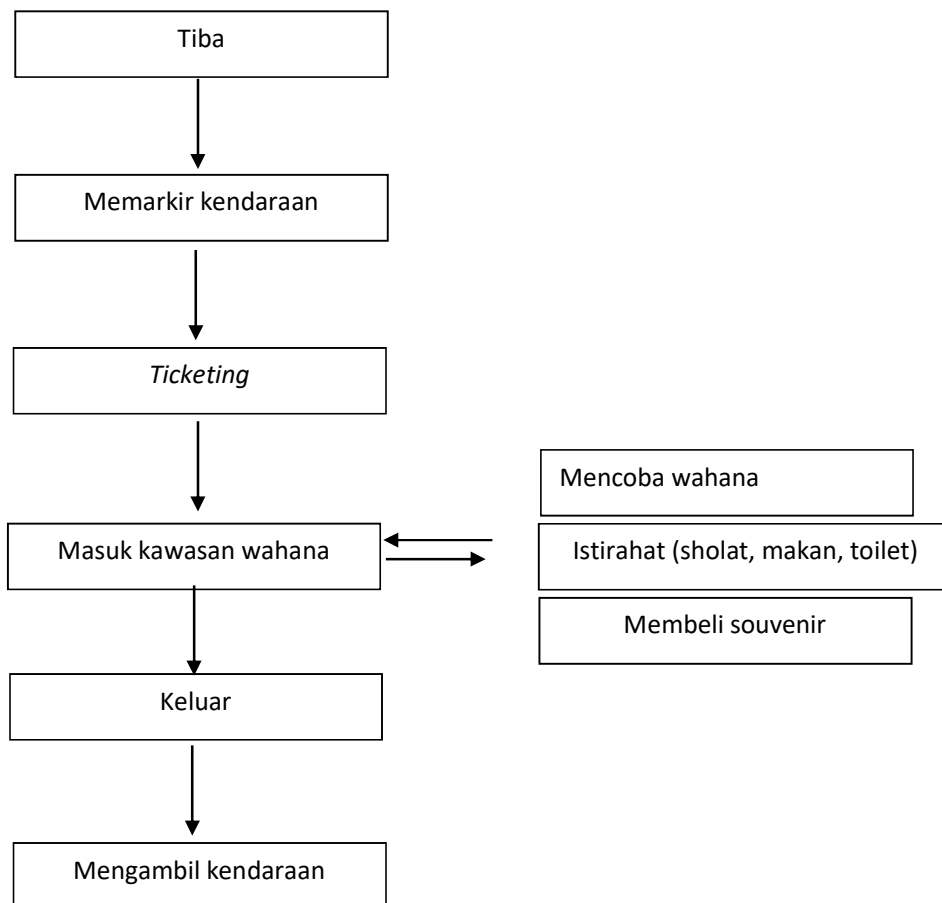 Tiba
Memarkir kendaraan
Ticketing
Mencoba wahana
Masuk kawasan wahana
Istirahat (sholat, makan, toilet)
Membeli souvenir
Keluar
Mengambil kendaraan